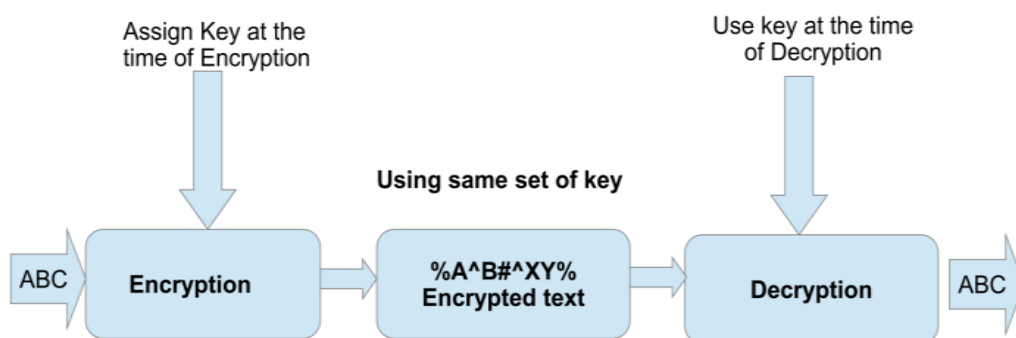 Assign Key at the
time of Encryption
Use key at the time
of Decryption
Using same set of key
ABC
Encryption
%A^B#^XY%
Encrypted text
Decryption
ABC